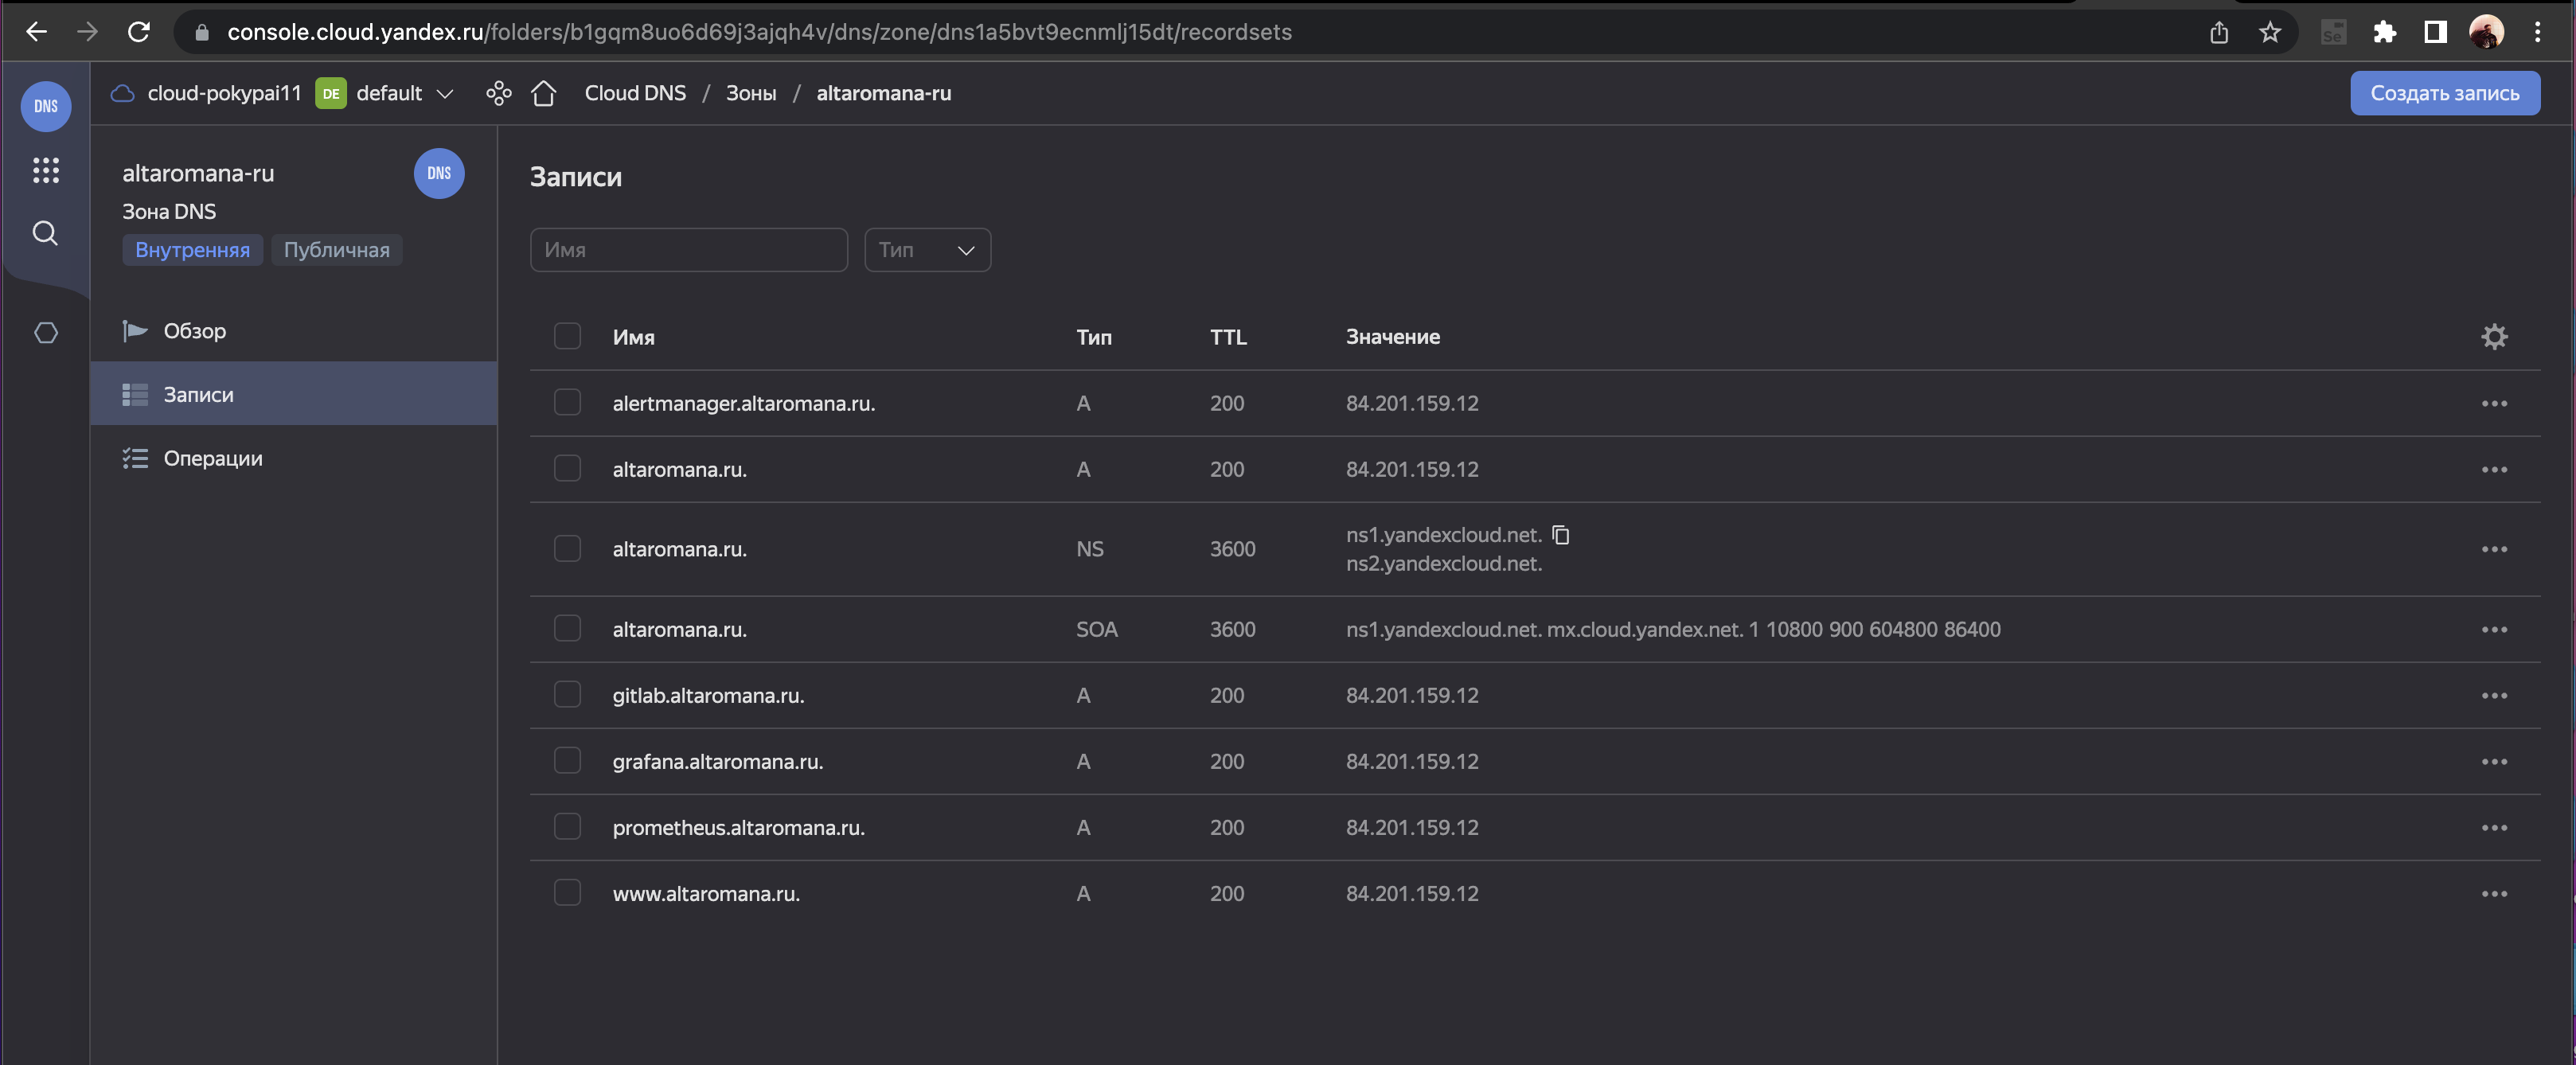 console.cloud.yandex.ru/folders/b1gqm8uo6d69j3ajqh4v/dns/zone/dns1a5bvt9ecnmlj15dt/recordsets
Se
DNS
cloud-pokypai11 DE default Cloud DNS / Зоны / altaromana-ru Создать запись
altaromana-ru DNS
Зона DNS
Внутренняя Публичная
Обзор
Записи
Операции
Записи
Имя Тип
Имя Тип TTL Значение
alertmanager.altaromana.ru. A 200 84.201.159.12
altaromana.ru. A 200 84.201.159.12
altaromana.ru. NS 3600 ns1.yandexcloud.net.
ns2.yandexcloud.net.
altaromana.ru. SOA 3600 ns1.yandexcloud.net. mx.cloud.yandex.net. 1 10800 900 604800 86400
gitlab.altaromana.ru. A 200 84.201.159.12
grafana.altaromana.ru. A 200 84.201.159.12
prometheus.altaromana.ru. A 200 84.201.159.12
www.altaromana.ru. A 200 84.201.159.12